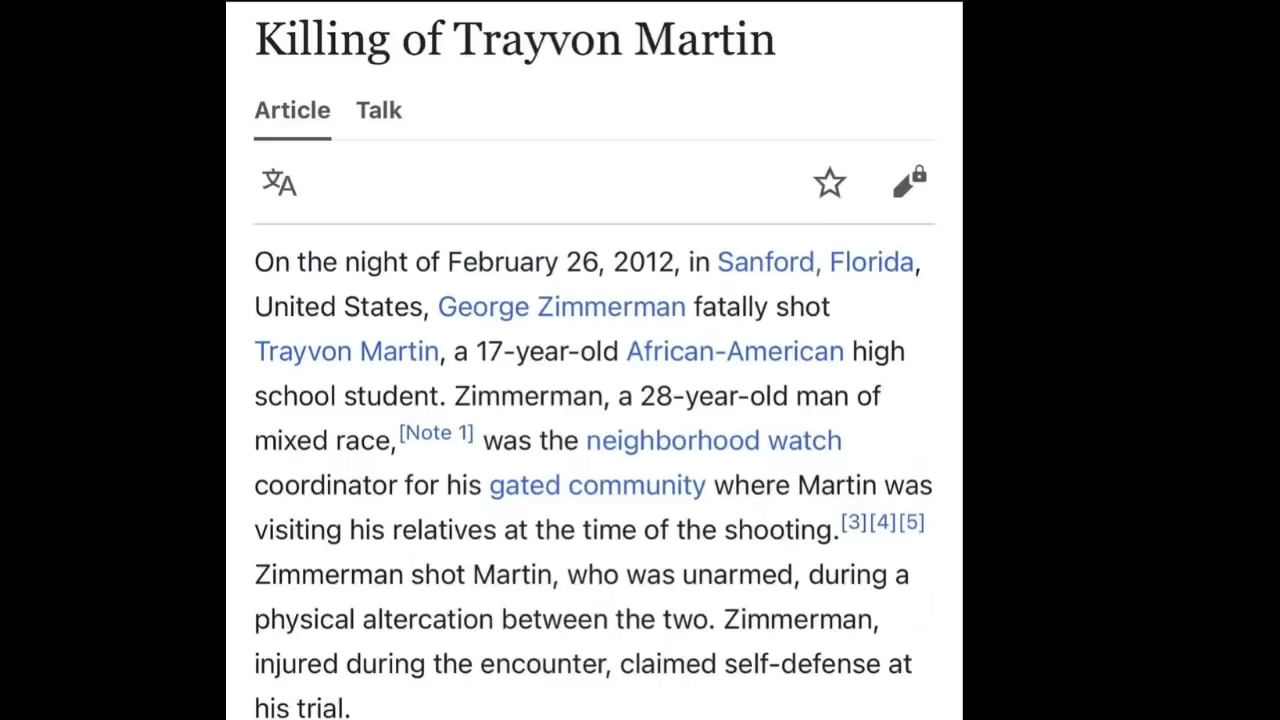 Killing of Trayvon Martin
Article Talk
文A
On the night of February 26, 2012, in Sanford, Florida,
United States, George Zimmerman fatally shot
Trayvon Martin, a 17-year-old African-American high
school student. Zimmerman, a 28-year-old man of
mixed race,[Note 1] was the neighborhood watch
coordinator for his gated community where Martin was
visiting his relatives at the time of the shooting.[3][4][5]
Zimmerman shot Martin, who was unarmed, during a
physical altercation between the two. Zimmerman,
injured during the encounter, claimed self-defense at
his trial.